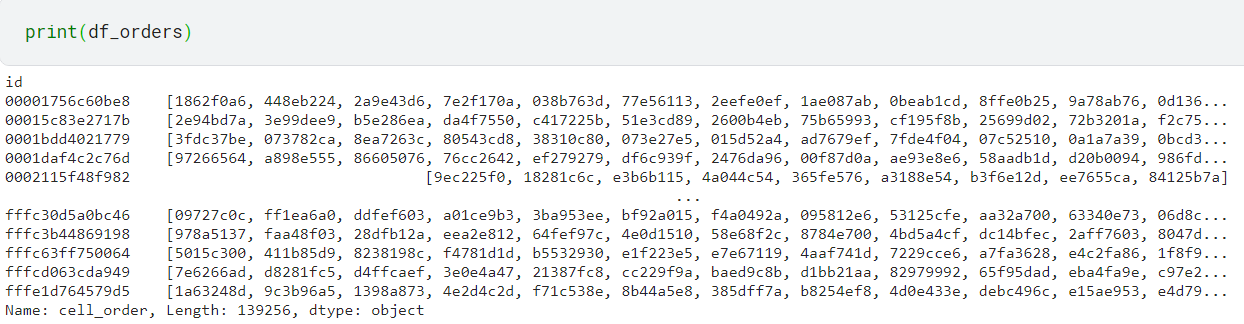 print(df_orders)
id
00001756c60be8    [1862f0a6, 448eb224, 2a9e43d6, 7e2f170a, 038b763d, 77e56113, 2eefe0ef, 1ae087ab, 0beab1cd, 8ffe0b25, 9a78ab76, 0d136...
00015c83e2717b    [2e94bd7a, 3e99dee9, b5e286ea, da4f7550, c417225b, 51e3cd89, 2600b4eb, 75b65993, cf195f8b, 25699d02, 72b3201a, f2c75...
0001bdd4021779    [3fdc37be, 073782ca, 8ea7263c, 80543cd8, 38310c80, 073e27e5, 015d52a4, ad7679ef, 7fde4f04, 07c52510, 0a1a7a39, 0bcd3...
0001daf4c2c76d    [97266564, a898e555, 86605076, 76cc2642, ef279279, df6c939f, 2476da96, 00f87d0a, ae93e8e6, 58aadb1d, d20b0094, 986fd...
0002115f48f982    [9ec225f0, 18281c6c, e3b6b115, 4a044c54, 365fe576, a3188e54, b3f6e12d, ee7655ca, 84125b7a]
...
fffc30d5a0bc46    [09727c0c, ff1ea6a0, ddfef603, a01ce9b3, 3ba953ee, bf92a015, f4a0492a, 095812e6, 53125cfe, aa32a700, 63340e73, 06d8c...
fffc3b44869198    [978a5137, faa48f03, 28dfb12a, eea2e812, 64fef97c, 4e0d1510, 58e68f2c, 8784e700, 4bd5a4cf, dc14bfec, 2aff7603, 8047d...
fffc63ff750064    [5015c300, 411b85d9, 8238198c, f4781d1d, b5532930, e1f223e5, e7e67119, 4aaf741d, 7229cce6, a7fa3628, e4c2fa86, 1f8f9...
fffcd063cda949    [7e6266ad, d8281fc5, d4ffcaef, 3e0e4a47, 21387fc8, cc229f9a, baed9c8b, d1bb21aa, 82979992, 65f95dad, eba4fa9e, c97e2...
fffe1d764579d5    [1a63248d, 9c3b96a5, 1398a873, 4e2d4c2d, f71c538e, 8b44a5e8, 385dff7a, b8254ef8, 4d0e433e, debc496c, e15ae953, e4d79...
Name: cell_order, Length: 139256, dtype: object